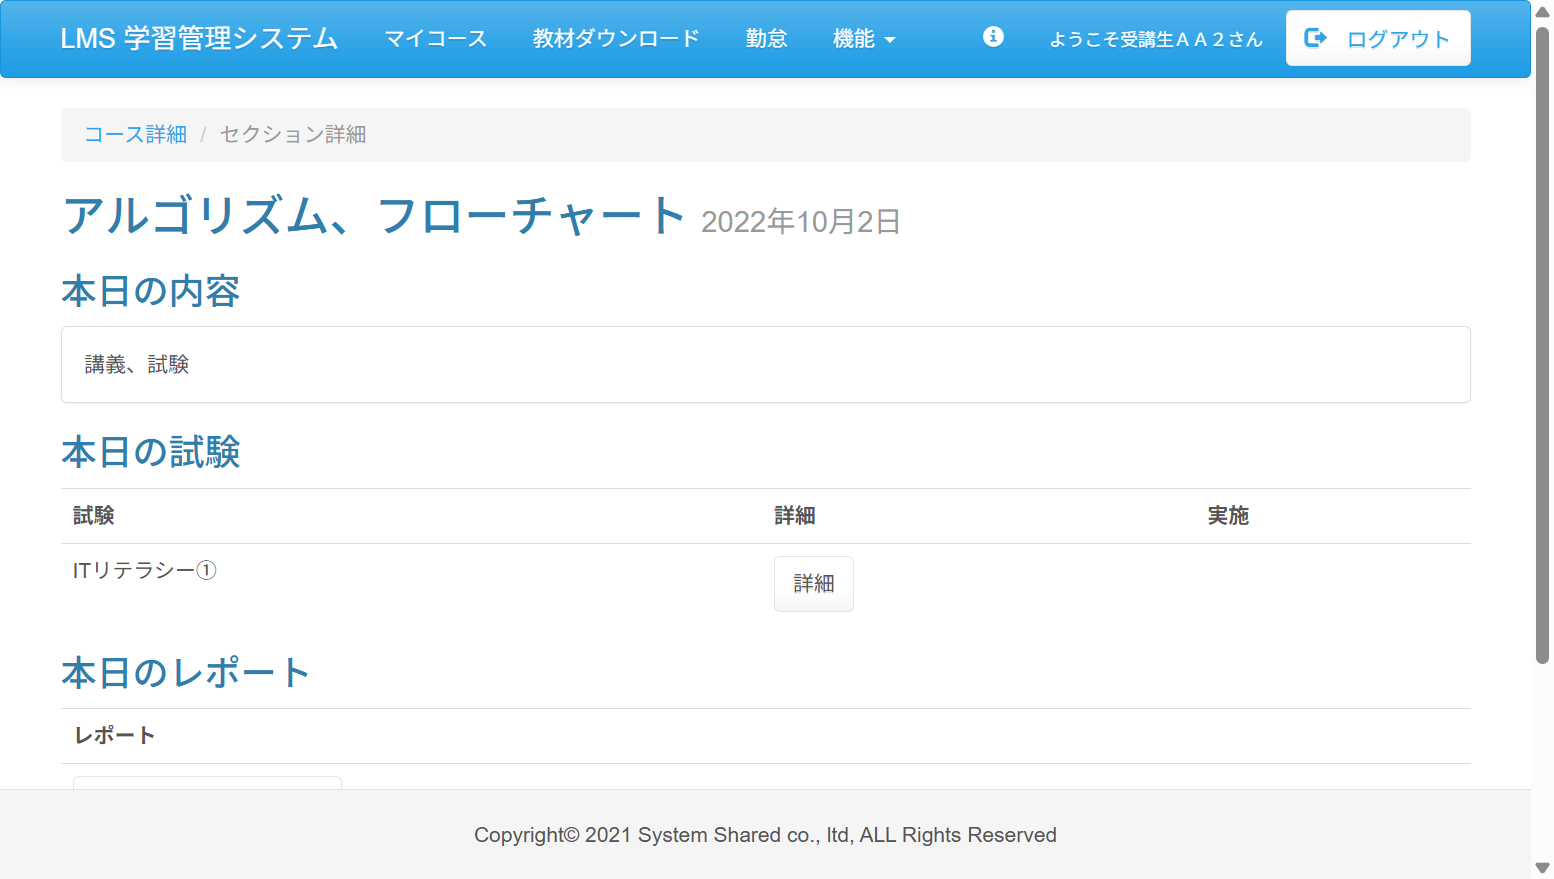 LMS 学習管理システム マイコース 教材ダウンロード 勤怠 機能 ようこそ受講生ＡＡ２さん ログアウト
コース詳細 / セクション詳細
アルゴリズム、フローチャート 2022年10月2日
本日の内容
講義、試験
本日の試験
試験 詳細 実施
ITリテラシー① 詳細
本日のレポート
レポート
Copyright© 2021 System Shared co., ltd, ALL Rights Reserved